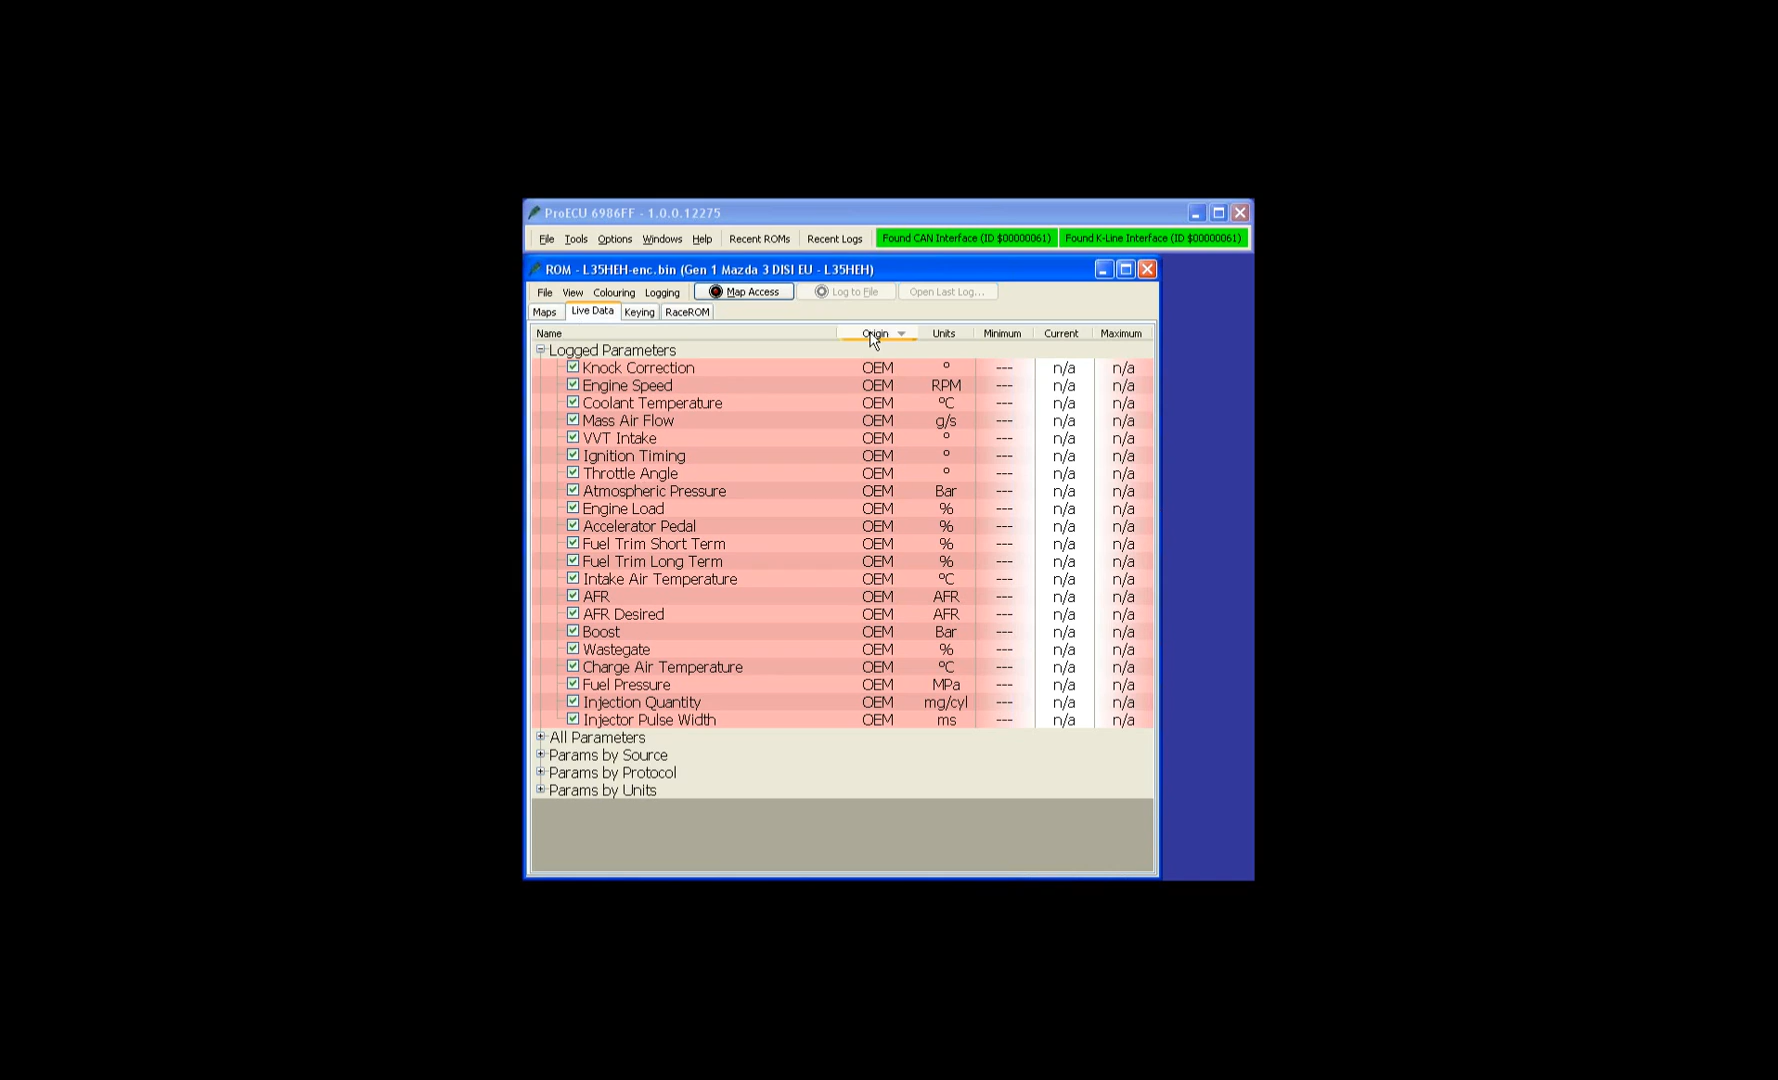 ProECU 6986FF - 1.0.0.12275
File Tools Options Windows Help Recent ROMs Recent Logs Found CAN Interface (ID $00000061) Found K-Line Interface (ID $00000061)
ROM - L35HEH-enc.bin (Gen 1 Mazda 3 DISI EU - L35HEH)
File View Colouring Logging Map Access Log to File Open Last Log...
Maps Live Data Keying RaceROM
Name Origin Units Minimum Current Maximum
Logged Parameters
Knock Correction OEM º --- n/a n/a
Engine Speed OEM RPM --- n/a n/a
Coolant Temperature OEM ºC --- n/a n/a
Mass Air Flow OEM g/s --- n/a n/a
VVT Intake OEM º --- n/a n/a
Ignition Timing OEM º --- n/a n/a
Throttle Angle OEM º --- n/a n/a
Atmospheric Pressure OEM Bar --- n/a n/a
Engine Load OEM % --- n/a n/a
Accelerator Pedal OEM % --- n/a n/a
Fuel Trim Short Term OEM % --- n/a n/a
Fuel Trim Long Term OEM % --- n/a n/a
Intake Air Temperature OEM ºC --- n/a n/a
AFR OEM AFR --- n/a n/a
AFR Desired OEM AFR --- n/a n/a
Boost OEM Bar --- n/a n/a
Wastegate OEM % --- n/a n/a
Charge Air Temperature OEM ºC --- n/a n/a
Fuel Pressure OEM MPa --- n/a n/a
Injection Quantity OEM mg/cyl --- n/a n/a
Injector Pulse Width OEM ms --- n/a n/a
All Parameters
Params by Source
Params by Protocol
Params by Units